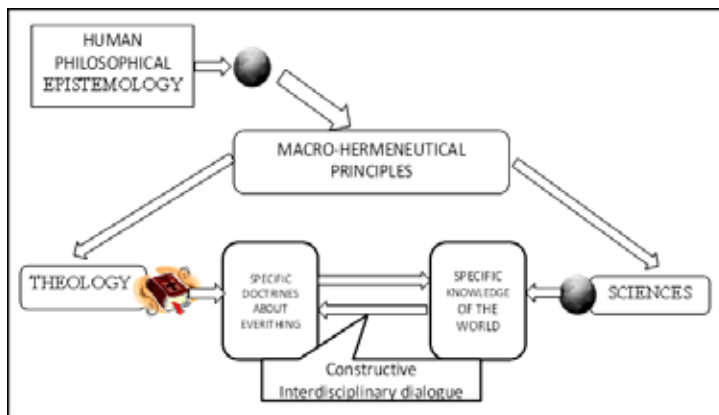 HUMAN
PHILOSOPHICAL
EPISTEMOLOGY
MACRO-HERMENEUTICAL
PRINCIPLES
THEOLOGY
SPECIFIC
DOCTRINES
ABOUT
EVERITHING
SPECIFIC
KNOWLEDGE
OF THE
WORLD
SCIENCES
Constructive
Interdisciplinary dialogue